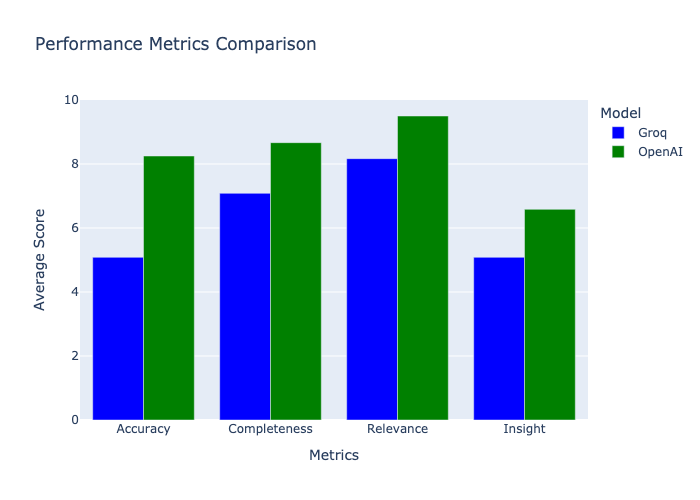 Performance Metrics Comparison
Model
Groq
OpenAI
Average Score
10
8
6
4
2
0
Accuracy
Completeness
Relevance
Insight
Metrics